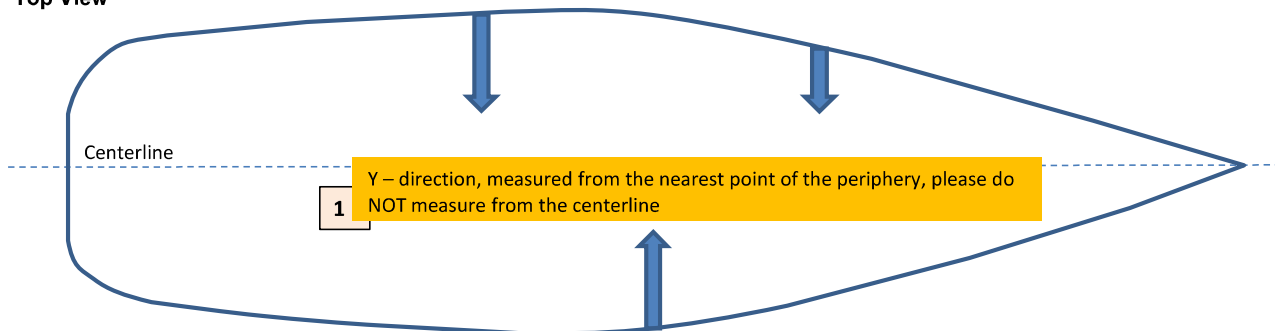 Top View
Centerline
Y – direction, measured from the nearest point of the periphery, please do
NOT measure from the centerline
1